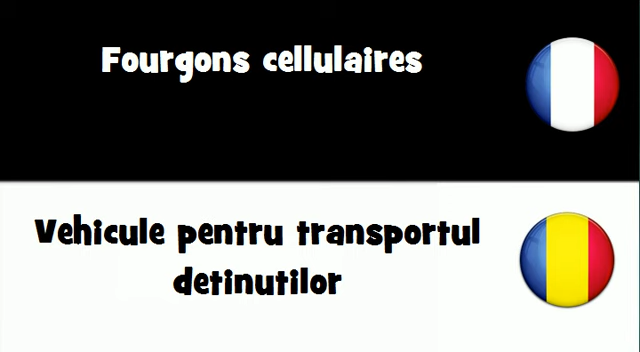 Fourgons cellulaires
Vehicule pentru transportul
detinutilor